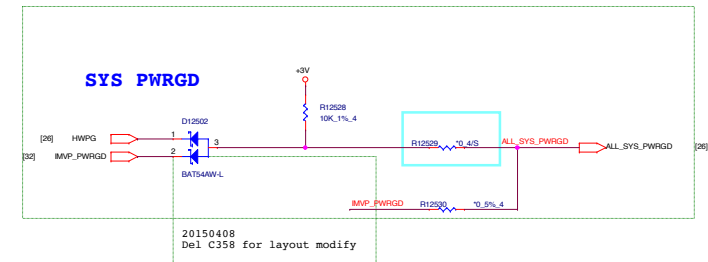 SYS PWRGD
+3V
R12528
10K_1%_4
D12502
[26] HWPG 1
3
[32] IMVP_PWRGD 2
BAT54AW-L
R12529 *0_4/S
ALL_SYS_PWRGD
ALL_SYS_PWRGD [26]
IMVP_PWRGD R12530 *0_5%_4
20150408
Del C358 for layout modify